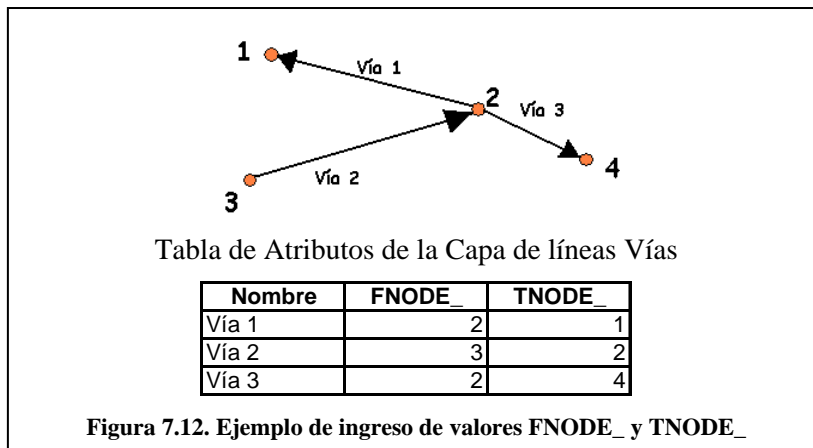 1
Vía 1
2
Vía 3
4
Vía 2
3
Tabla de Atributos de la Capa de líneas Vías
Nombre FNODE_ TNODE_
Vía 1 2 1
Vía 2 3 2
Vía 3 2 4
Figura 7.12. Ejemplo de ingreso de valores FNODE_ y TNODE_